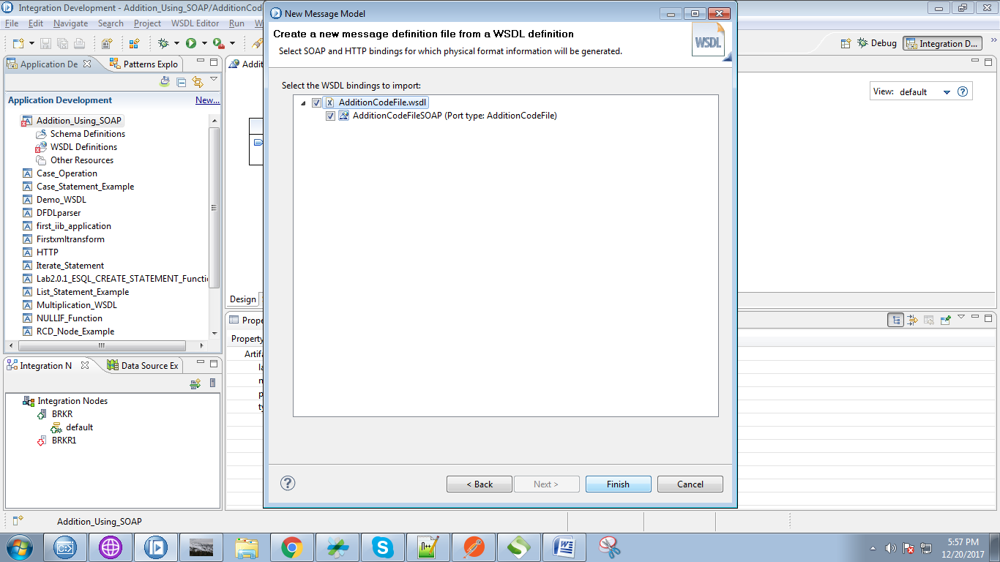 Integration Development - Addition_Using_SOAP/AdditionCod
File Edit Navigate Search Project WSDL Editor Run W
Debug
Integration D...
Application De
Patterns Explo
Application Development
New...
Addition_Using_SOAP
Schema Definitions
WSDL Definitions
Other Resources
Case_Operation
Case_Statement_Example
Demo_WSDL
DFDLparser
first_iib_application
Firstxmltransform
HTTP
Iterate_Statement
Lab2.0.1_ESQL_CREATE_STATEMENT_Functi
List_Statement_Example
Multiplication_WSDL
NULLIF_Function
RCD_Node_Example
Integration N
Data Source Ex
Integration Nodes
BRKR
default
BRKR1
Addit
View: default
Design
Prope
Property
Artifa
la
n
p
ty
New Message Model
Create a new message definition file from a WSDL definition
Select SOAP and HTTP bindings for which physical format information will be generated.
WSDL
Select the WSDL bindings to import:
AdditionCodeFile.wsdl
AdditionCodeFileSOAP (Port type: AdditionCodeFile)
< Back
Next >
Finish
Cancel
Addition_Using_SOAP
5:57 PM
12/20/2017